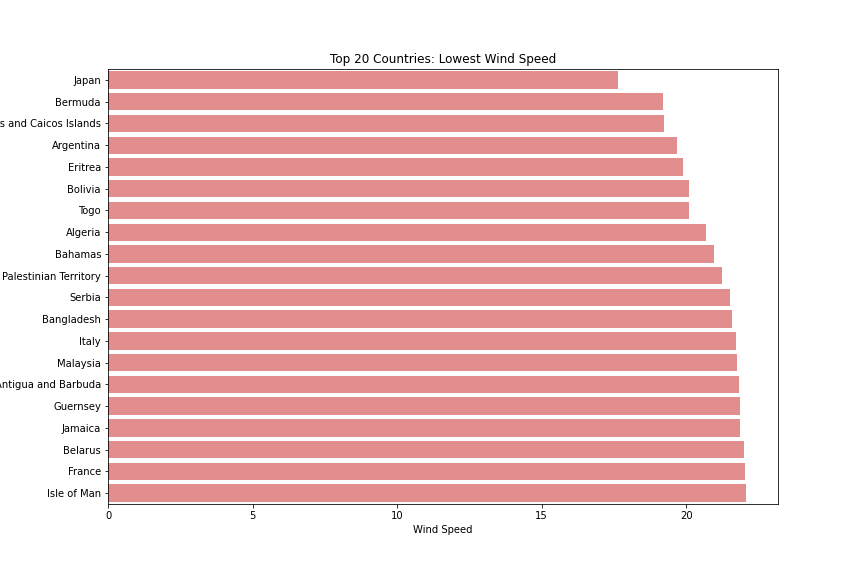 Top 20 Countries: Lowest Wind Speed
Japan
Bermuda
s and Caicos Islands
Argentina
Eritrea
Bolivia
Togo
Algeria
Bahamas
Palestinian Territory
Serbia
Bangladesh
Italy
Malaysia
Antigua and Barbuda
Guernsey
Jamaica
Belarus
France
Isle of Man
0 5 10 15 20
Wind Speed